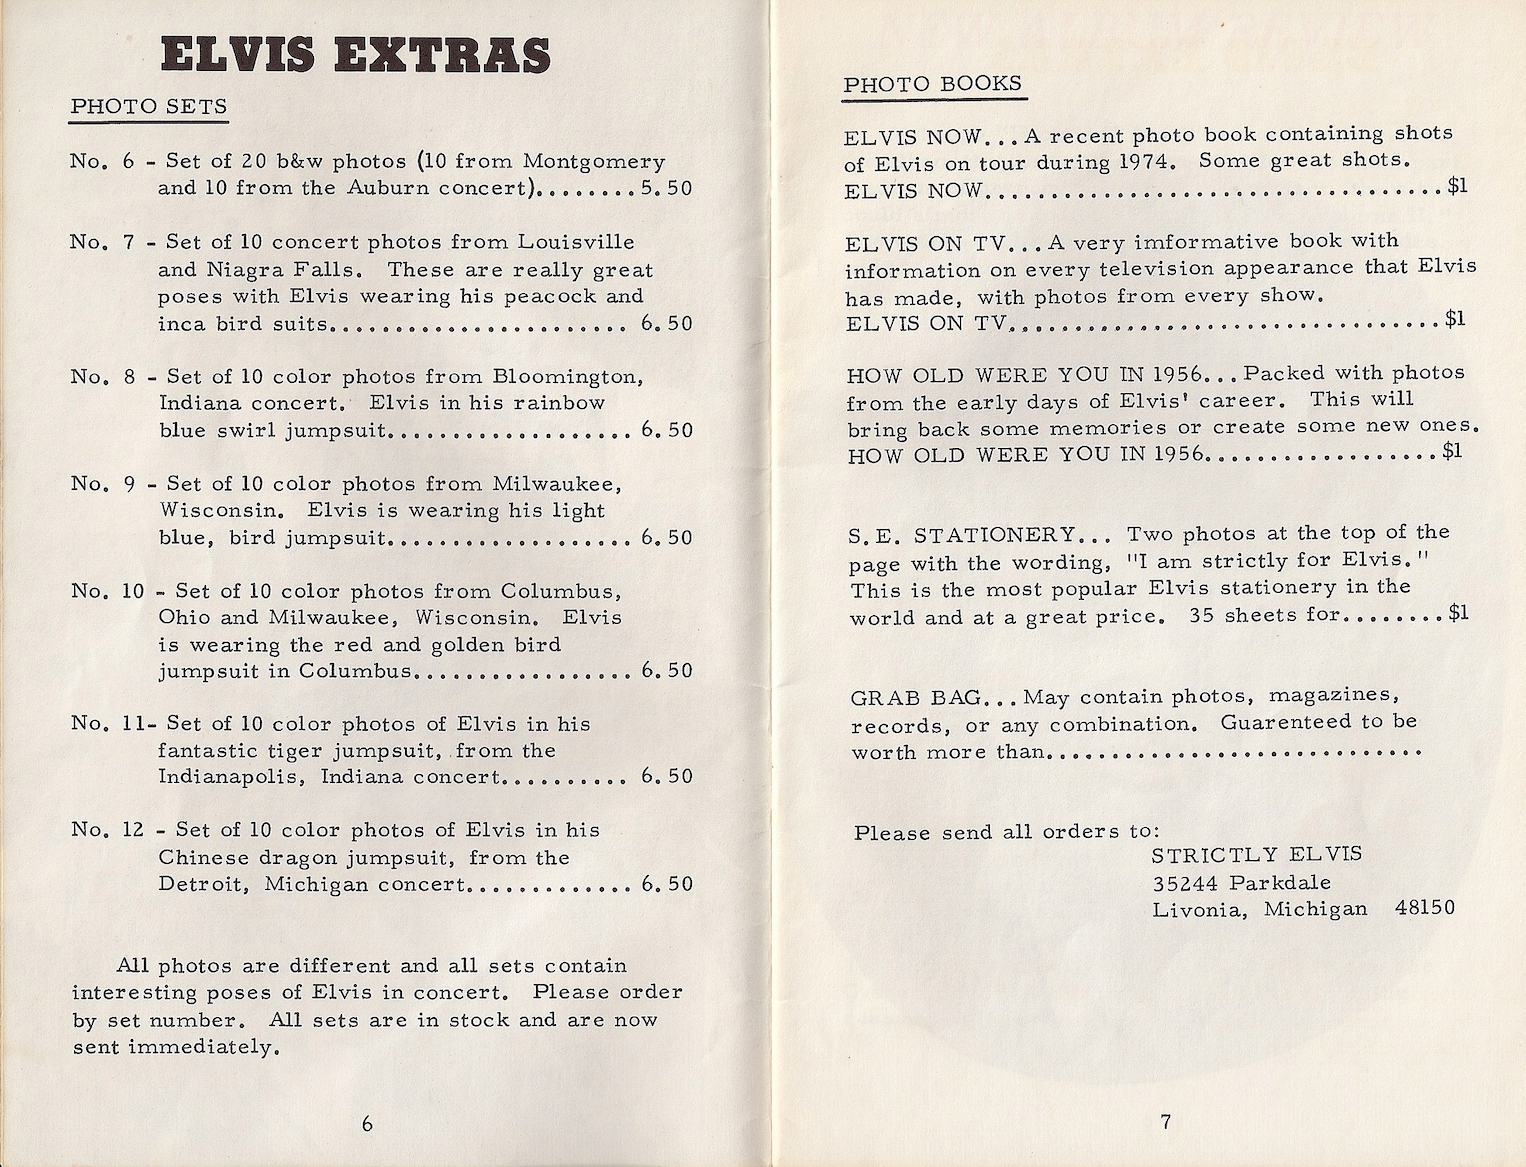 ELVIS EXTRAS
PHOTO SETS
No. 6 - Set of 20 b&w photos (10 from Montgomery
and 10 from the Auburn concert)........5.50
No. 7 - Set of 10 concert photos from Louisville
and Niagra Falls. These are really great
poses with Elvis wearing his peacock and
inca bird suits....................... 6.50
No. 8 - Set of 10 color photos from Bloomington,
Indiana concert. Elvis in his rainbow
blue swirl jumpsuit................... 6.50
No. 9 - Set of 10 color photos from Milwaukee,
Wisconsin. Elvis is wearing his light
blue, bird jumpsuit................... 6.50
No. 10 - Set of 10 color photos from Columbus,
Ohio and Milwaukee, Wisconsin. Elvis
is wearing the red and golden bird
jumpsuit in Columbus................. 6.50
No. 11- Set of 10 color photos of Elvis in his
fantastic tiger jumpsuit, from the
Indianapolis, Indiana concert.......... 6.50
No. 12 - Set of 10 color photos of Elvis in his
Chinese dragon jumpsuit, from the
Detroit, Michigan concert............. 6.50
All photos are different and all sets contain
interesting poses of Elvis in concert. Please order
by set number. All sets are in stock and are now
sent immediately.
6
PHOTO BOOKS
ELVIS NOW...A recent photo book containing shots
of Elvis on tour during 1974. Some great shots.
ELVIS NOW...................................$1
ELVIS ON TV...A very imformative book with
information on every television appearance that Elvis
has made, with photos from every show.
ELVIS ON TV.................................$1
HOW OLD WERE YOU IN 1956...Packed with photos
from the early days of Elvis' career. This will
bring back some memories or create some new ones.
HOW OLD WERE YOU IN 1956..................$1
S.E. STATIONERY... Two photos at the top of the
page with the wording, "I am strictly for Elvis."
This is the most popular Elvis stationery in the
world and at a great price. 35 sheets for........$1
GRAB BAG...May contain photos, magazines,
records, or any combination. Guarenteed to be
worth more than.............................
Please send all orders to:
STRICTLY ELVIS
35244 Parkdale
Livonia, Michigan 48150
7